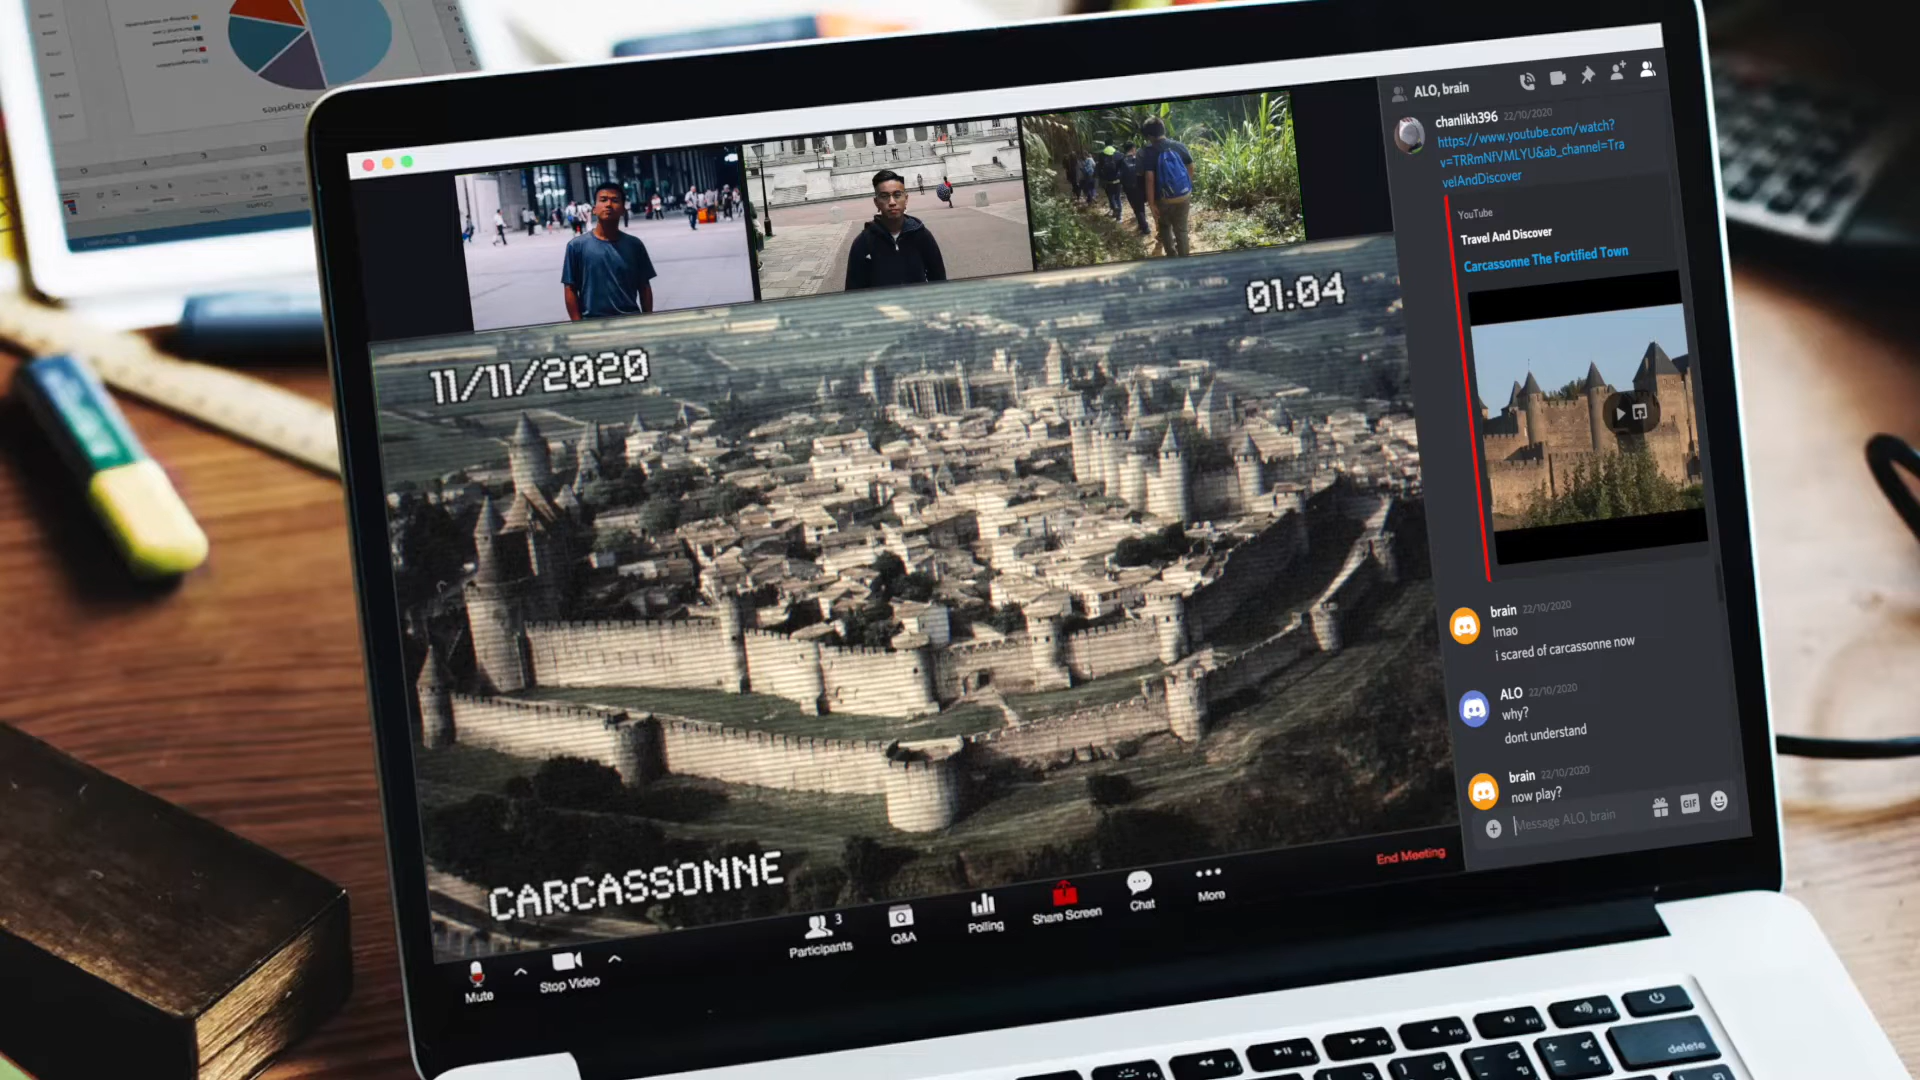 ALO, brain
chanlikh396 22/10/2020
https://www.youtube.com/watch?
v=TRRmNfVMLYU&ab_channel=Tra
velAndDiscover
YouTube
Travel And Discover
Carcassonne The Fortified Town
brain 22/10/2020
lmao
i scared of carcassonne now
ALO 22/10/2020
why?
dont understand
brain 22/10/2020
now play?
Message ALO, brain
GIF
11/11/2020
01:04
CARCASSONNE
End Meeting
Mute
Stop Video
Participants 3
Q&A
Polling
Share Screen
Chat
More
delete